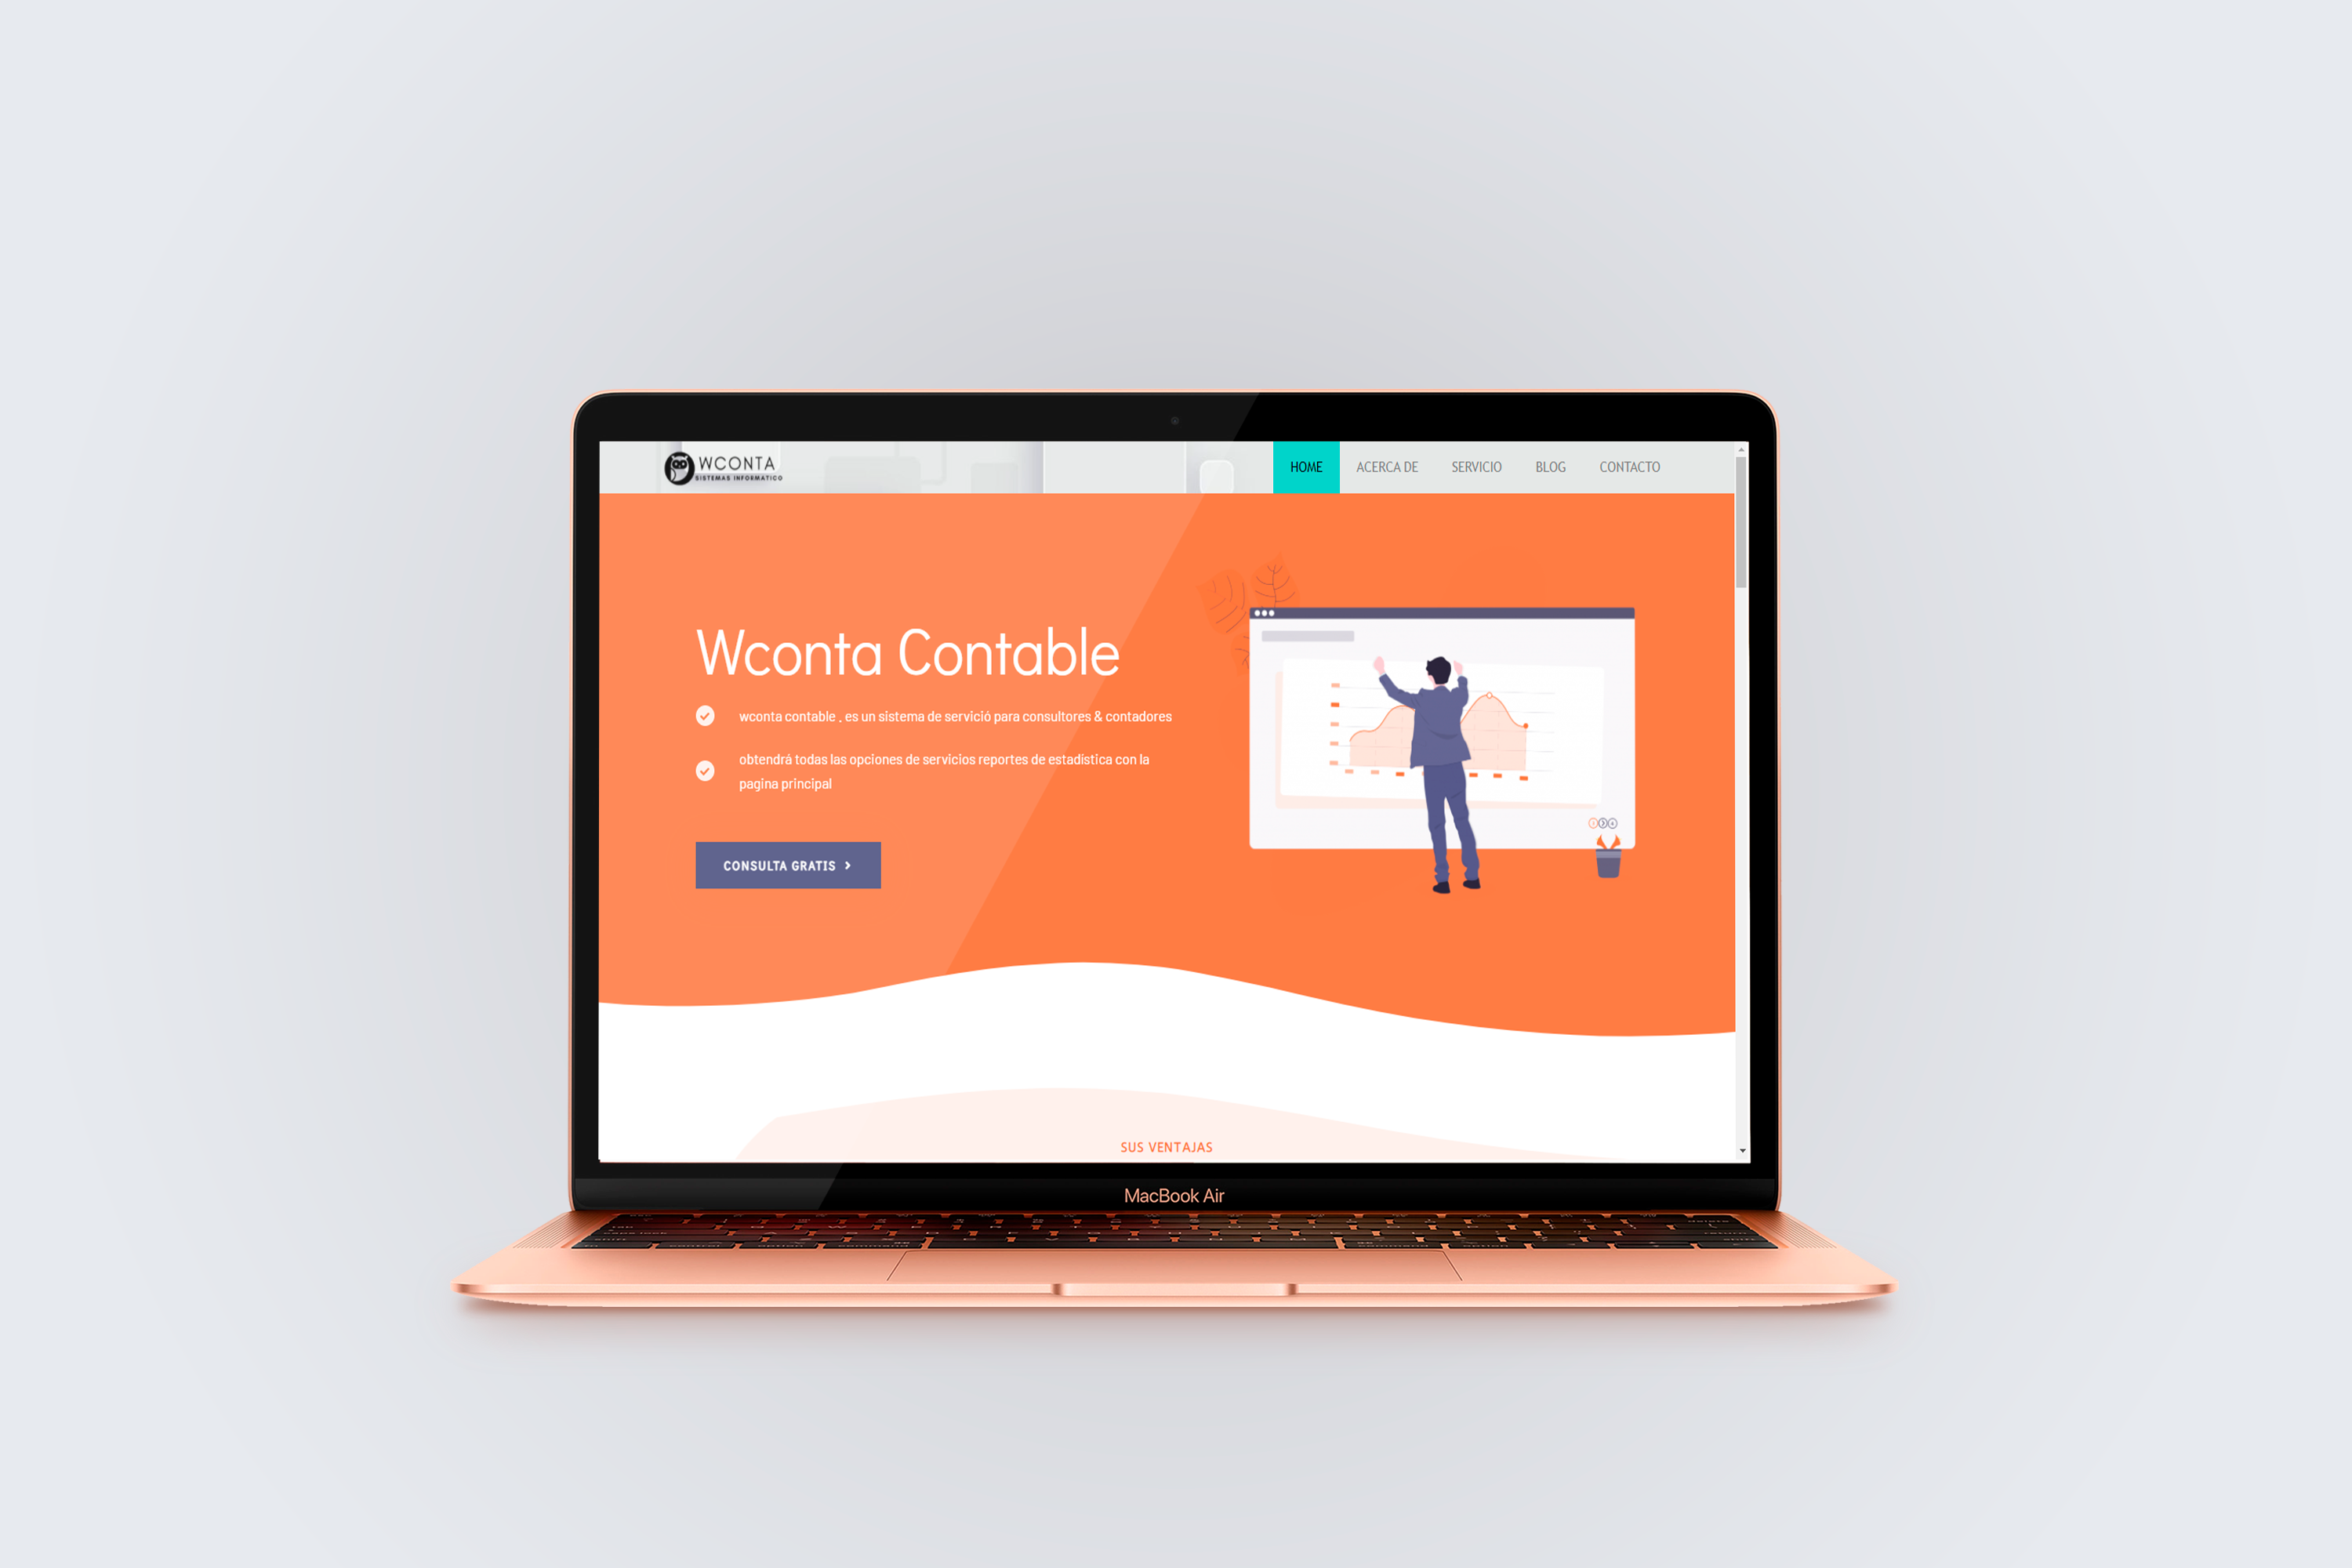 WCONTA
SISTEMAS INFORMATICO
HOME
ACERCA DE
SERVICIO
BLOG
CONTACTO
Wconta Contable
wconta contable . es un sistema de servició para consultores & contadores
obtendrá todas las opciones de servicios reportes de estadística con la
pagina principal
CONSULTA GRATIS
SUS VENTAJAS
MacBook Air